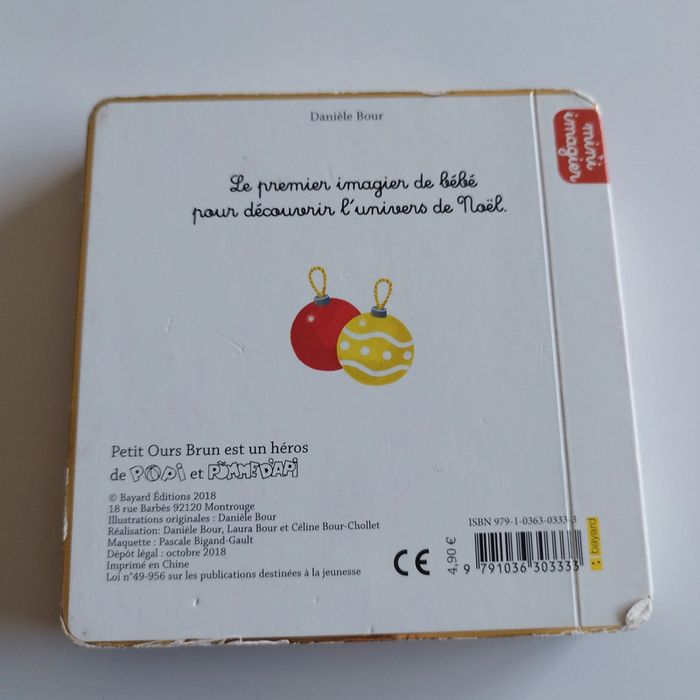 Danièle Bour
mini
imagier
Le premier imagier de bébé
pour découvrir l'univers de Noël.
Petit Ours Brun est un héros
de POPi et POMME D'API
© Bayard Éditions 2018
18 rue Barbès 92120 Montrouge
Illustrations originales : Danièle Bour
Réalisation : Danièle Bour, Laura Bour et Céline Bour-Chollet
Maquette : Pascale Bigand-Gault
Dépôt légal : octobre 2018
Imprimé en Chine
Loi n°49-956 sur les publications destinées à la jeunesse
CE
4,90 €
ISBN 979-1-0363-0333-3
9 791036 303333
bayard